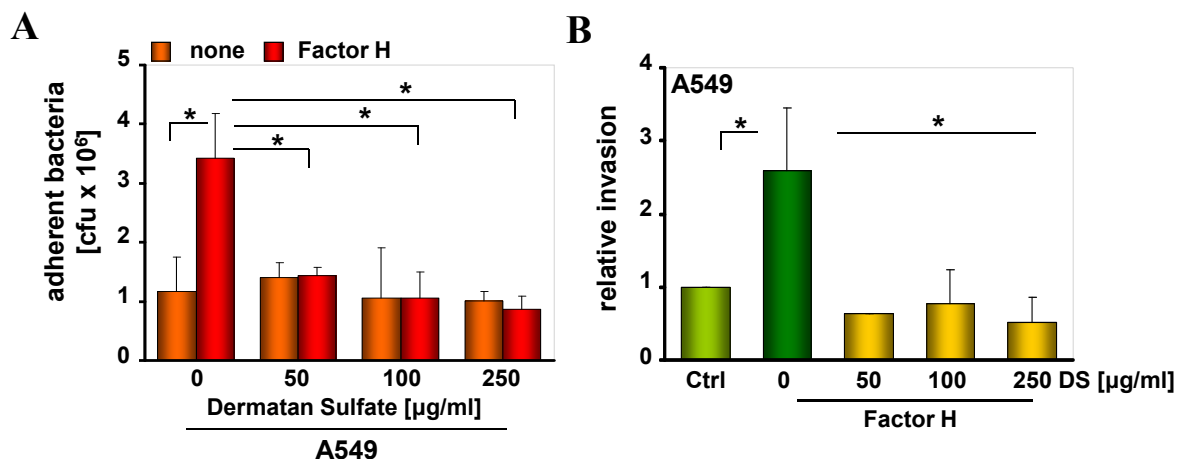 A
none Factor H
5
4
3
2
1
0
adherent bacteria
[cfu x 10⁶]
*
*
*
*
0 50 100 250
Dermatan Sulfate [µg/ml]
A549
B
A549
4
3
2
1
0
relative invasion
*
*
Ctrl 0 50 100 250 DS [µg/ml]
Factor H